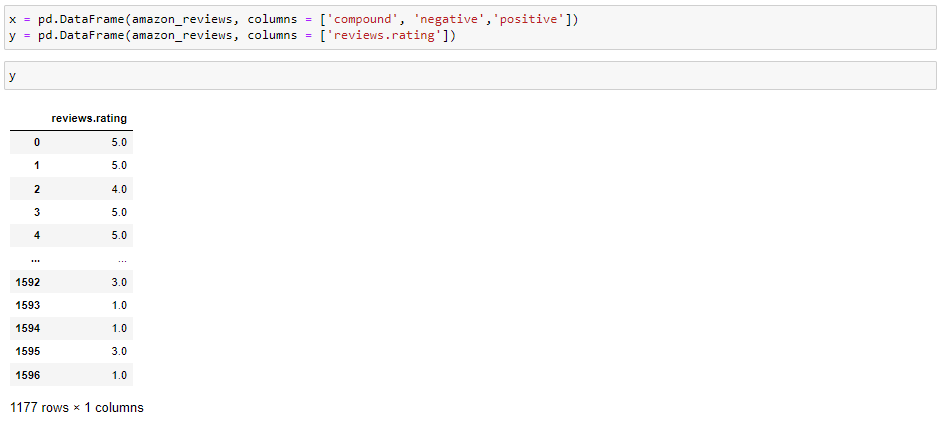 x = pd.DataFrame(amazon_reviews, columns = ['compound', 'negative','positive'])
y = pd.DataFrame(amazon_reviews, columns = ['reviews.rating'])
y
reviews.rating
0 5.0
1 5.0
2 4.0
3 5.0
4 5.0
... ...
1592 3.0
1593 1.0
1594 1.0
1595 3.0
1596 1.0
1177 rows × 1 columns